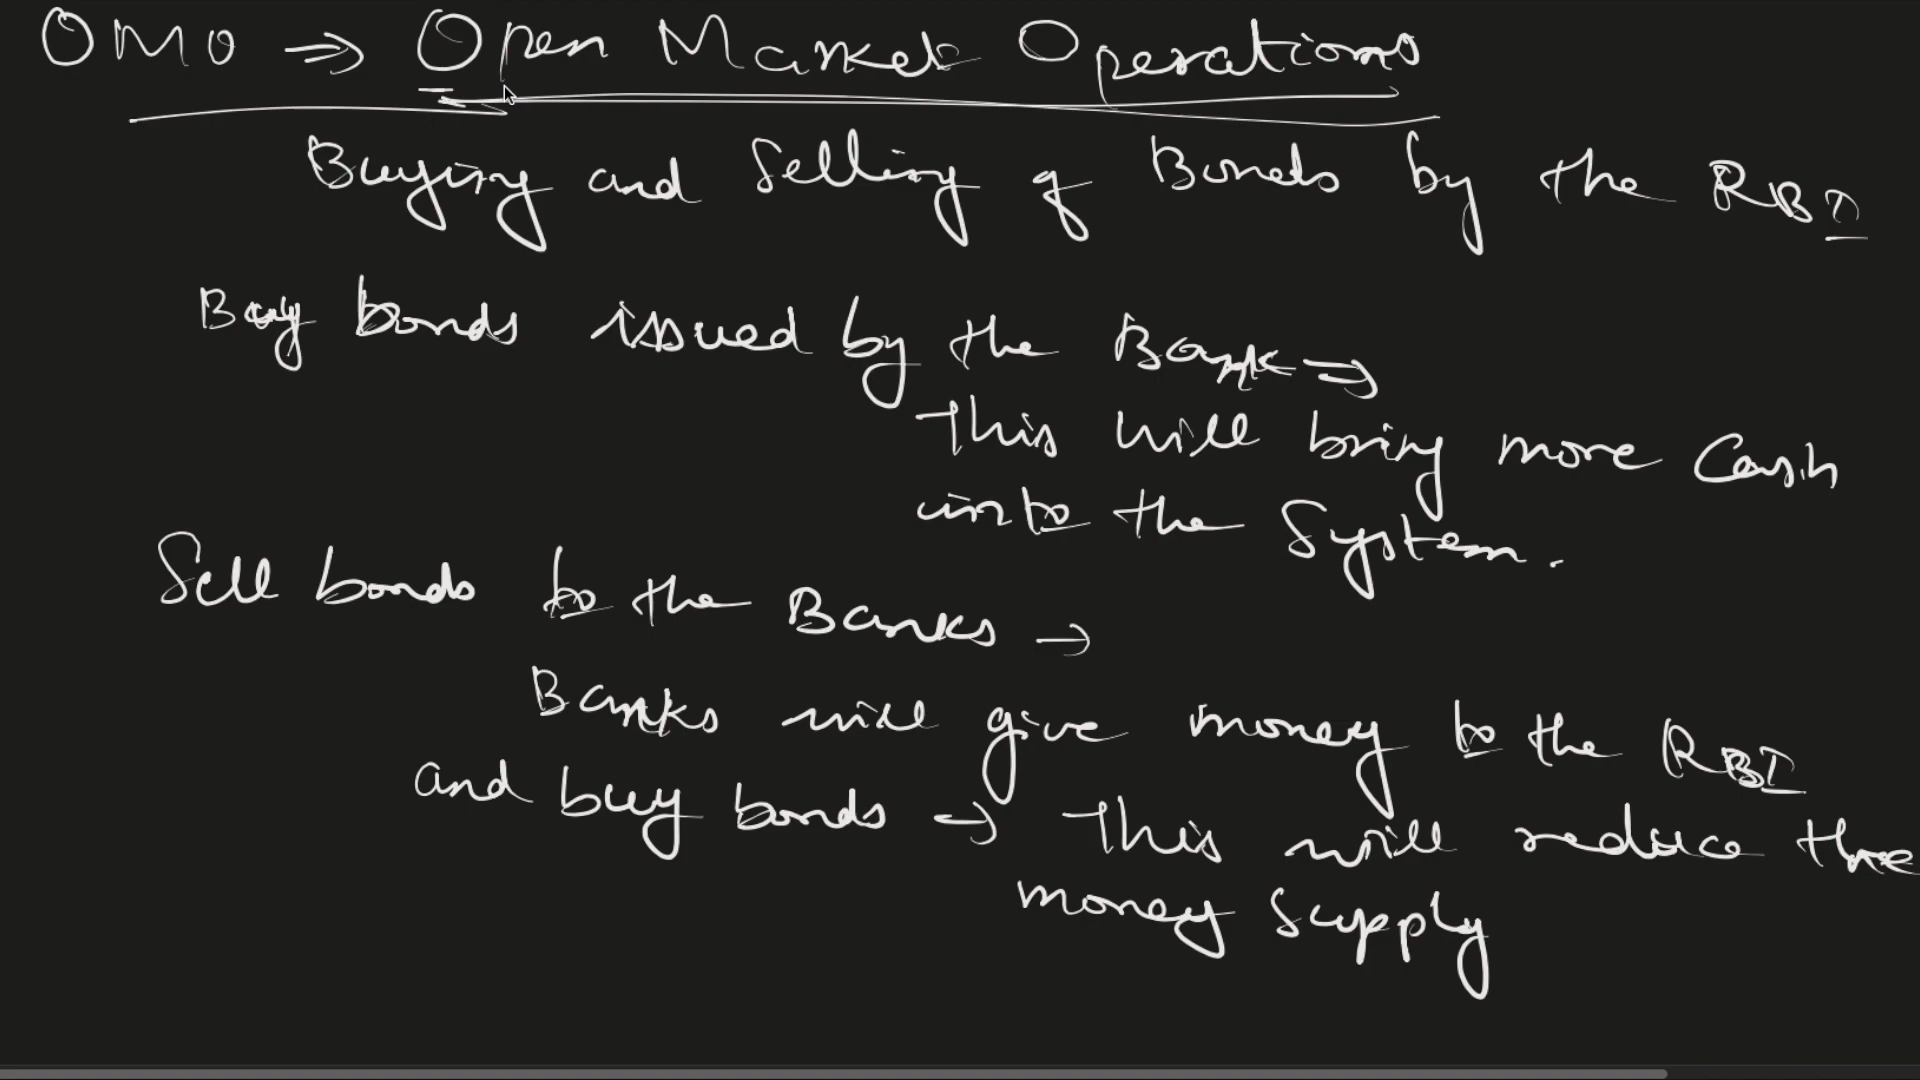 OMO ⇒ Open Market Operations
Buying and Selling of Bonds by the RBI
Buy bonds issued by the Bank ⇒
This will bring more Cash
into the System.
Sell bonds to the Banks →
Banks will give money to the RBI
and buy bonds → This will reduce the
money supply